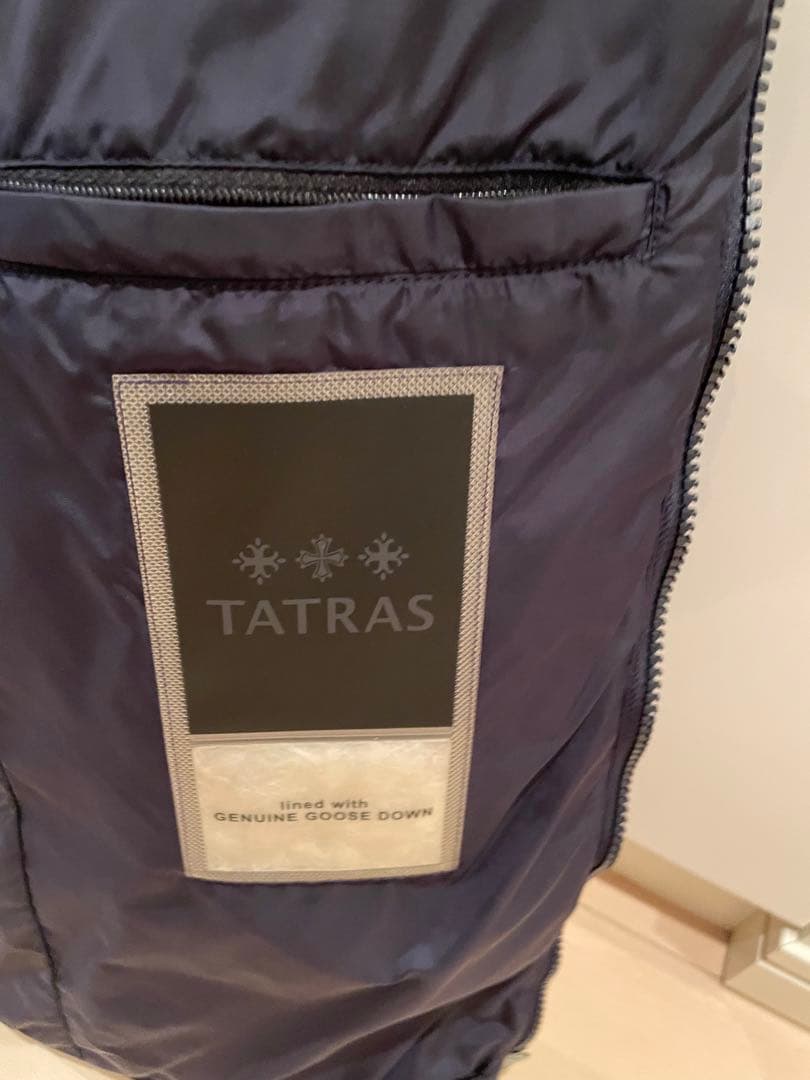 TATRAS
lined with
GENUINE GOOSE DOWN